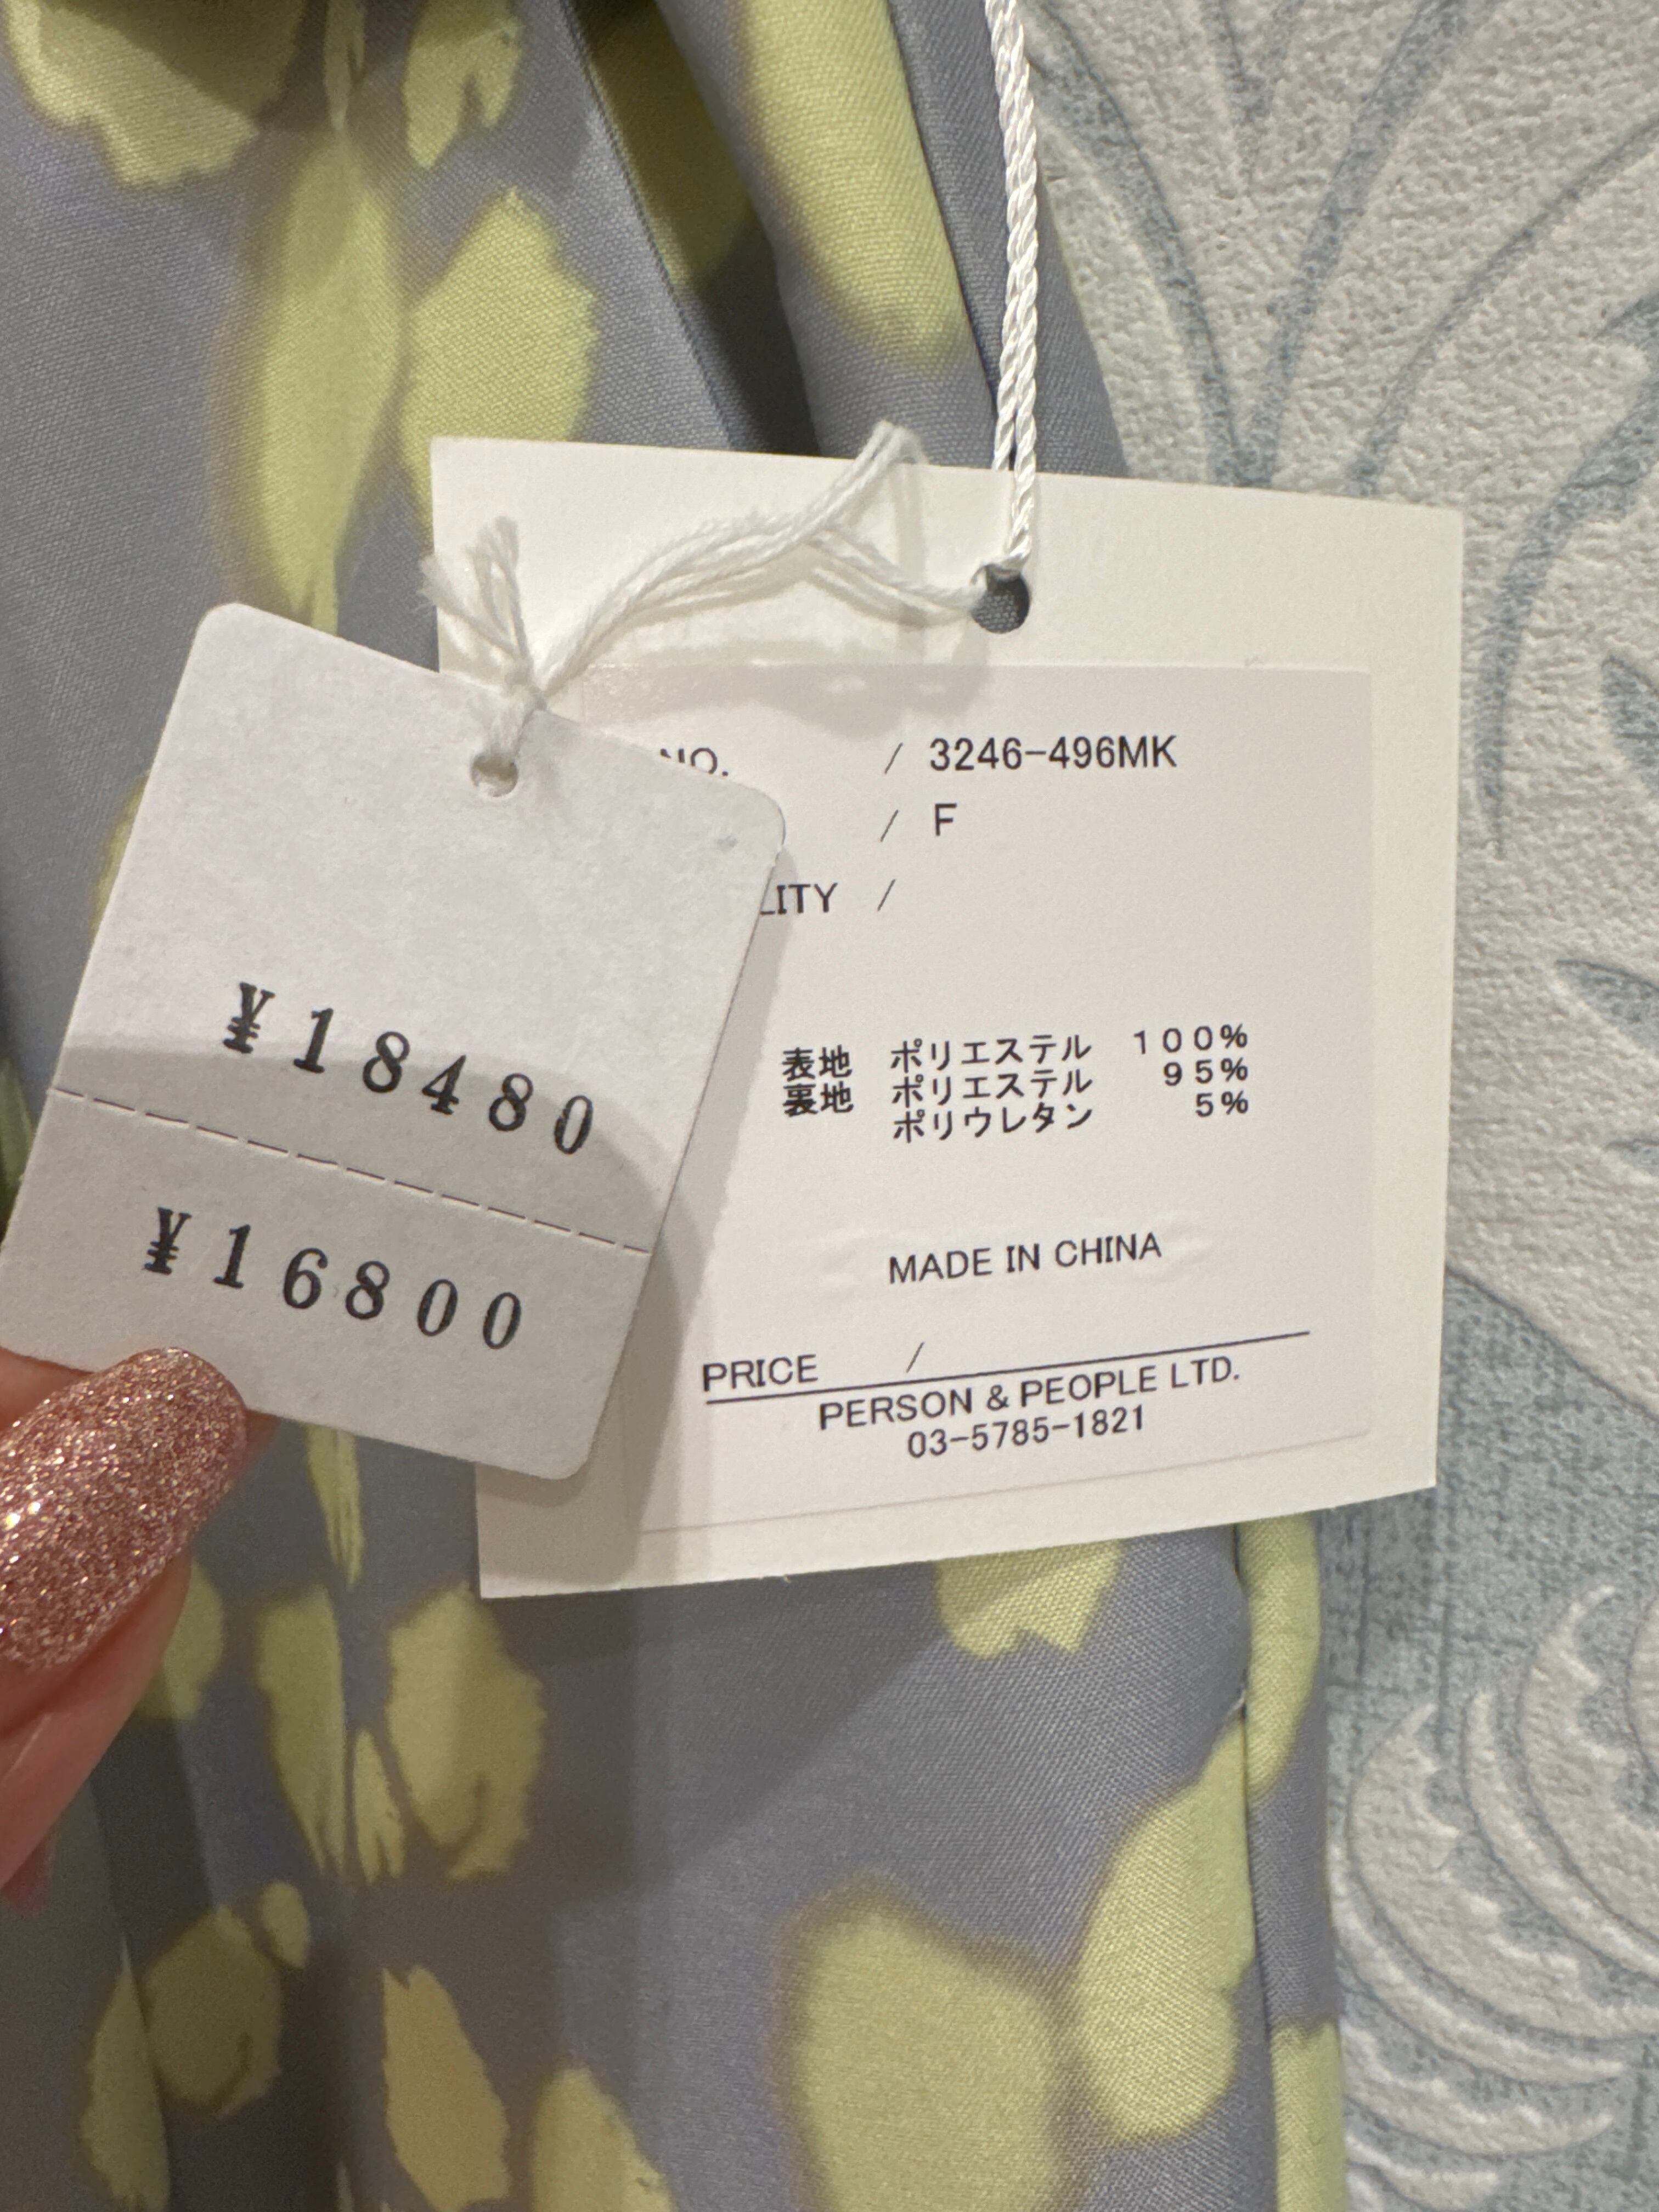 ¥18480
¥16800
NO. / 3246-496MK
/ F
LITY /
表地 ポリエステル 100%
裏地 ポリエステル 95%
ポリウレタン 5%
MADE IN CHINA
PRICE /
PERSON & PEOPLE LTD.
03-5785-1821